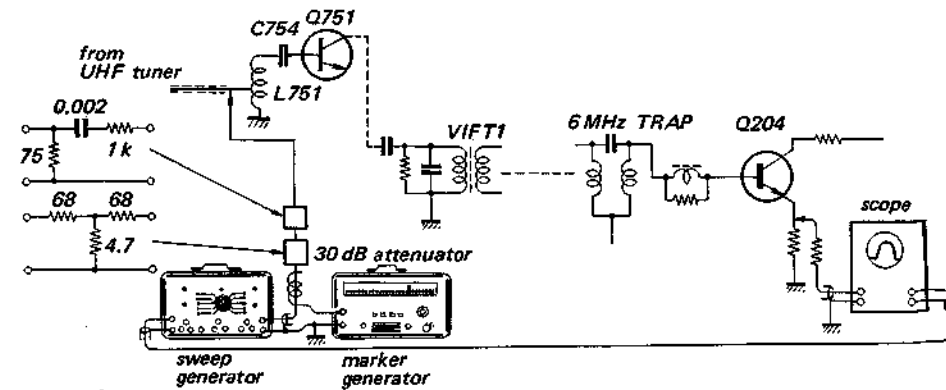 C754
Q751
from
UHF tuner
L751
0.002
75
1k
68
68
4.7
VIFT1
6 MHz TRAP
Q204
scope
30 dB attenuator
sweep
generator
marker
generator